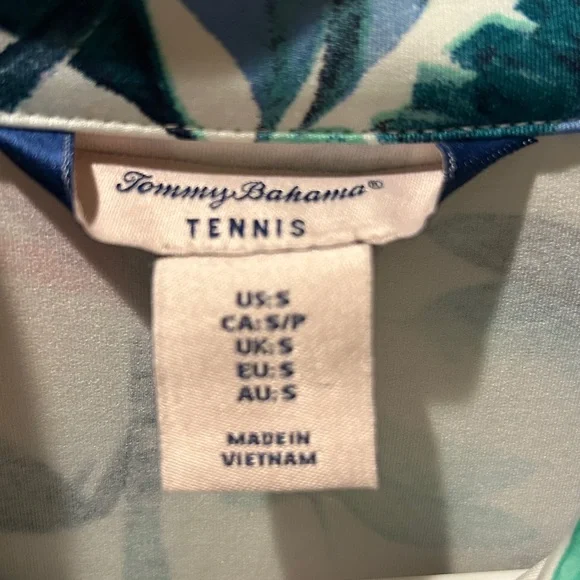 Tommy Bahama®
TENNIS
US:S
CA:S/P
UK:S
EU:S
AU:S
MADE IN
VIETNAM